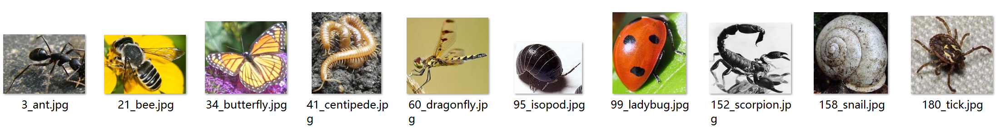 3_ant.jpg
21_bee.jpg
34_butterfly.jpg
41_centipede.jp
g
60_dragonfly.jp
g
95_isopod.jpg
99_ladybug.jpg
152_scorpion.jp
g
158_snail.jpg
180_tick.jpg